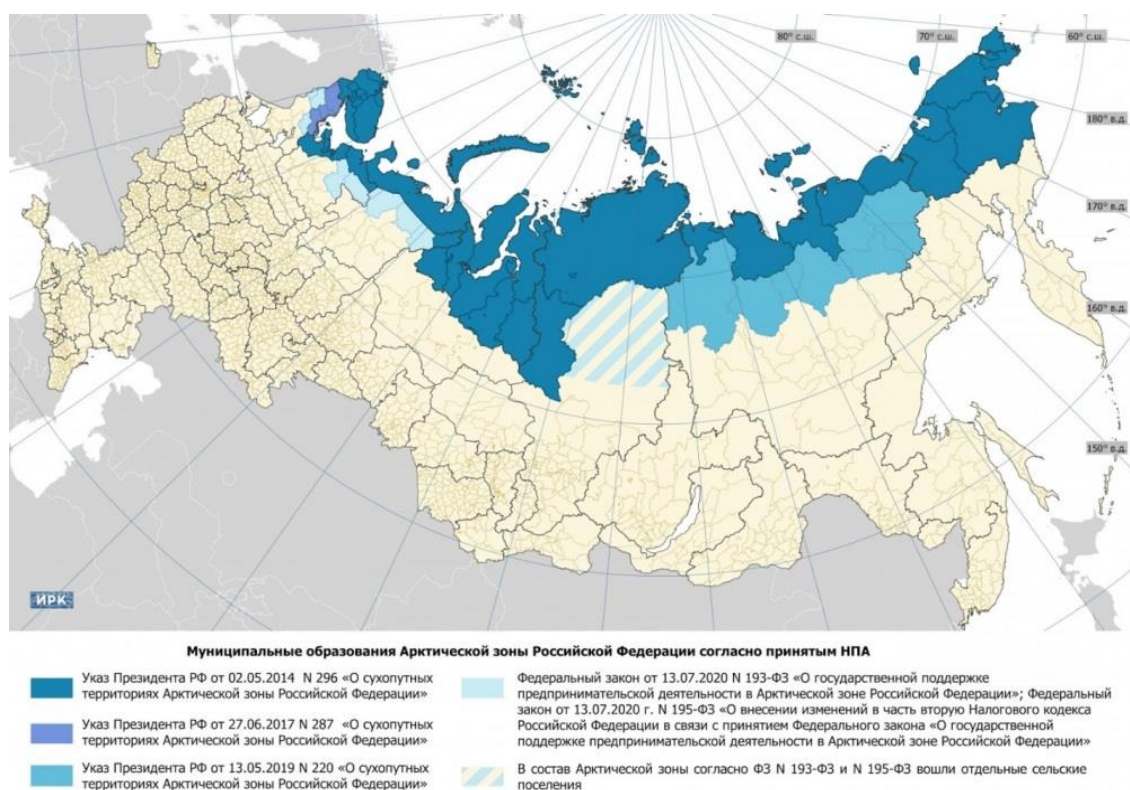 80° с.ш.
70° с.ш.
60° с.ш.
180° в.д.
170° в.д.
160° в.д.
150° в.д.
ИРК
Муниципальные образования Арктической зоны Российской Федерации согласно принятым НПА
Указ Президента РФ от 02.05.2014 N 296 «О сухопутных
территориях Арктической зоны Российской Федерации»
Указ Президента РФ от 27.06.2017 N 287 «О сухопутных
территориях Арктической зоны Российской Федерации»
Указ Президента РФ от 13.05.2019 N 220 «О сухопутных
территориях Арктической зоны Российской Федерации»
Федеральный закон от 13.07.2020 N 193-ФЗ «О государственной поддержке
предпринимательской деятельности в Арктической зоне Российской Федерации»; Федеральный
закон от 13.07.2020 г. N 195-ФЗ «О внесении изменений в часть вторую Налогового кодекса
Российской Федерации в связи с принятием Федерального закона «О государственной
поддержке предпринимательской деятельности в Арктической зоне Российской Федерации»
В состав Арктической зоны согласно ФЗ N 193-ФЗ и N 195-ФЗ вошли отдельные сельские
поселения